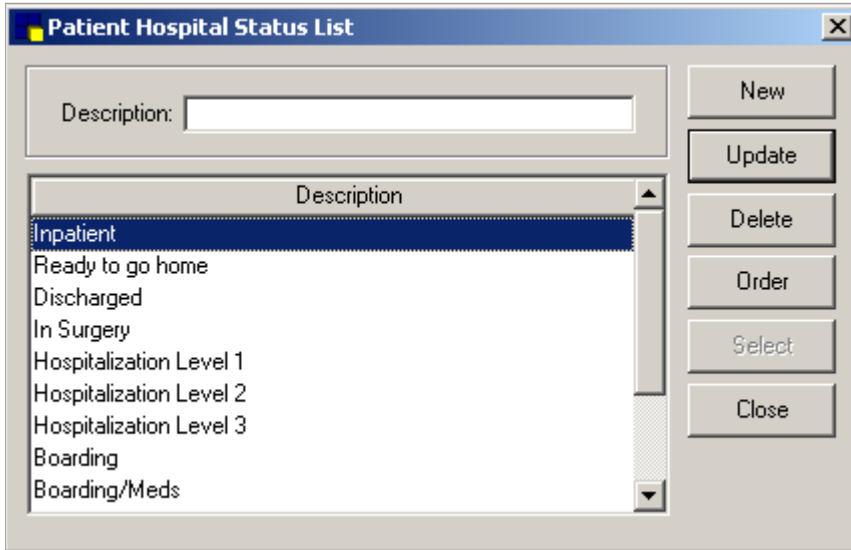 Patient Hospital Status List
Description:
New
Update
Delete
Order
Select
Close
Description
Inpatient
Ready to go home
Discharged
In Surgery
Hospitalization Level 1
Hospitalization Level 2
Hospitalization Level 3
Boarding
Boarding/Meds